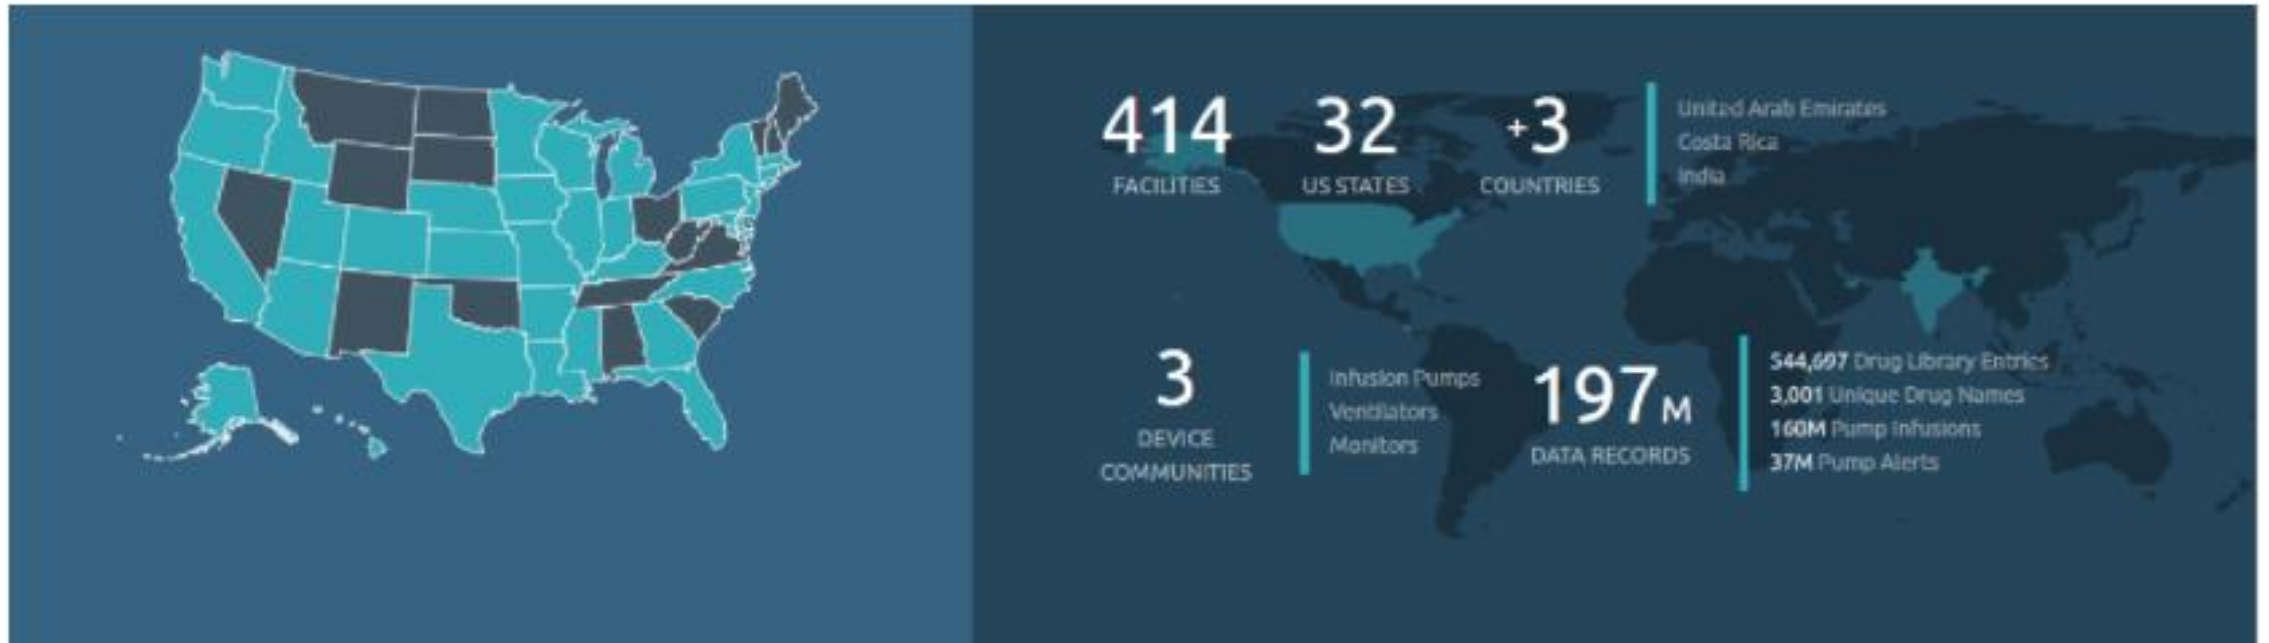 414
FACILITIES
32
US STATES
+3
COUNTRIES
United Arab Emirates
Costa Rica
India
3
DEVICE
COMMUNITIES
Infusion Pumps
Ventilators
Monitors
197M
DATA RECORDS
544,697 Drug Library Entries
3,001 Unique Drug Names
160M Pump Infusions
37M Pump Alerts